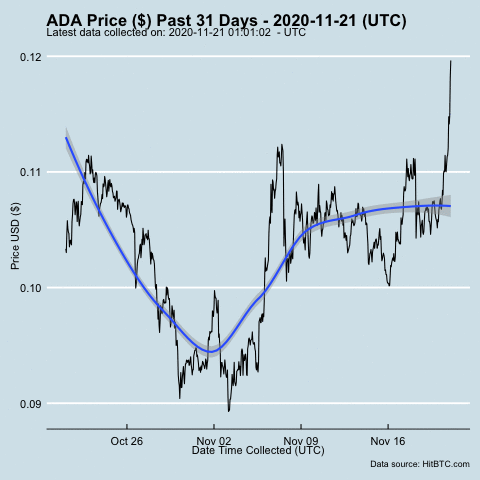 ADA Price ($) Past 31 Days - 2020-11-21 (UTC)
Latest data collected on: 2020-11-21 01:01:02 - UTC
0.12
0.11
0.10
0.09
Price USD ($)
Oct 26 Nov 02 Nov 09 Nov 16
Date Time Collected (UTC)
Data source: HitBTC.com